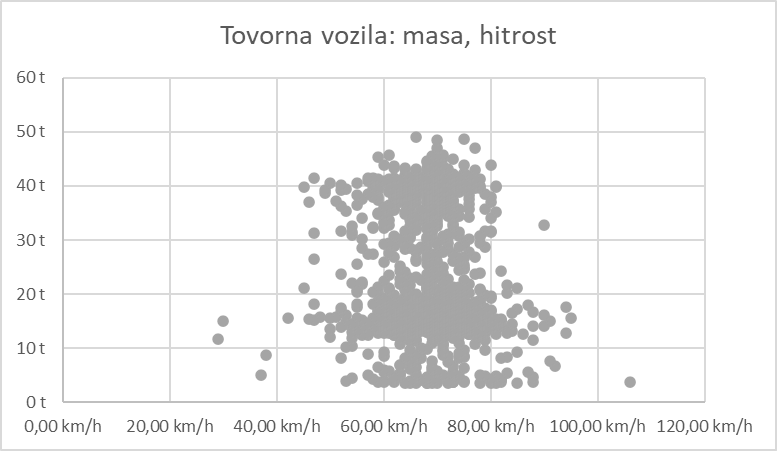 Tovorna vozila: masa, hitrost
60 t
50 t
40 t
30 t
20 t
10 t
0 t
0,00 km/h 20,00 km/h 40,00 km/h 60,00 km/h 80,00 km/h 100,00 km/h 120,00 km/h